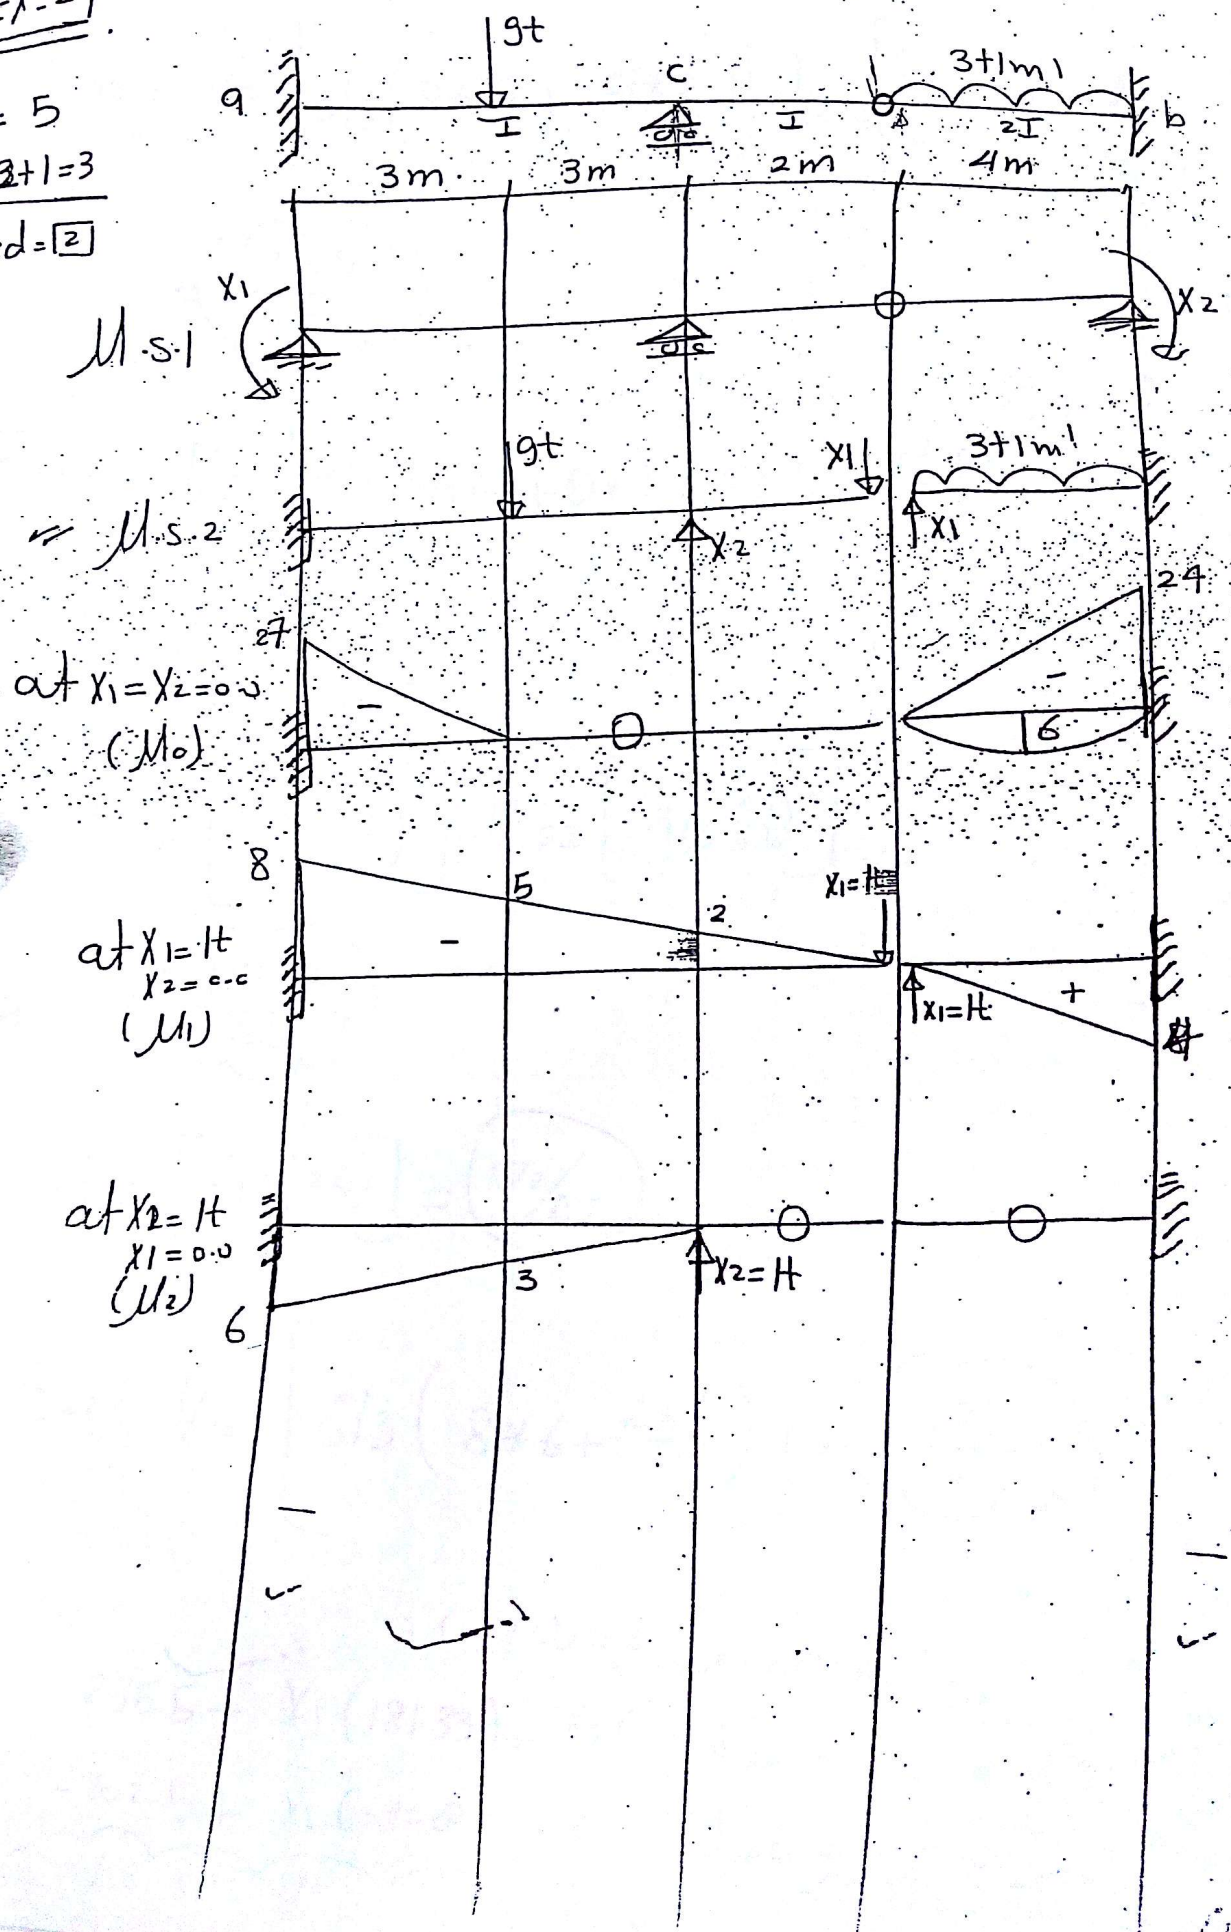 = 5
2+1=3
d=2
9t
a
c
3t/m'
b
I
I
2I
3m
3m
2m
4m
M.s.1
X1
X2
M.s.2
9t
X1
3t/m'
X2
X1
27
24
at X1=X2=0.0
(M0)
-
-
6
8
5
2
X1=1t
at X1=1t
X2=0.0
(M1)
-
X1=1t
+
4
at X2=1t
X1=0.0
(M2)
3
X2=1t
6